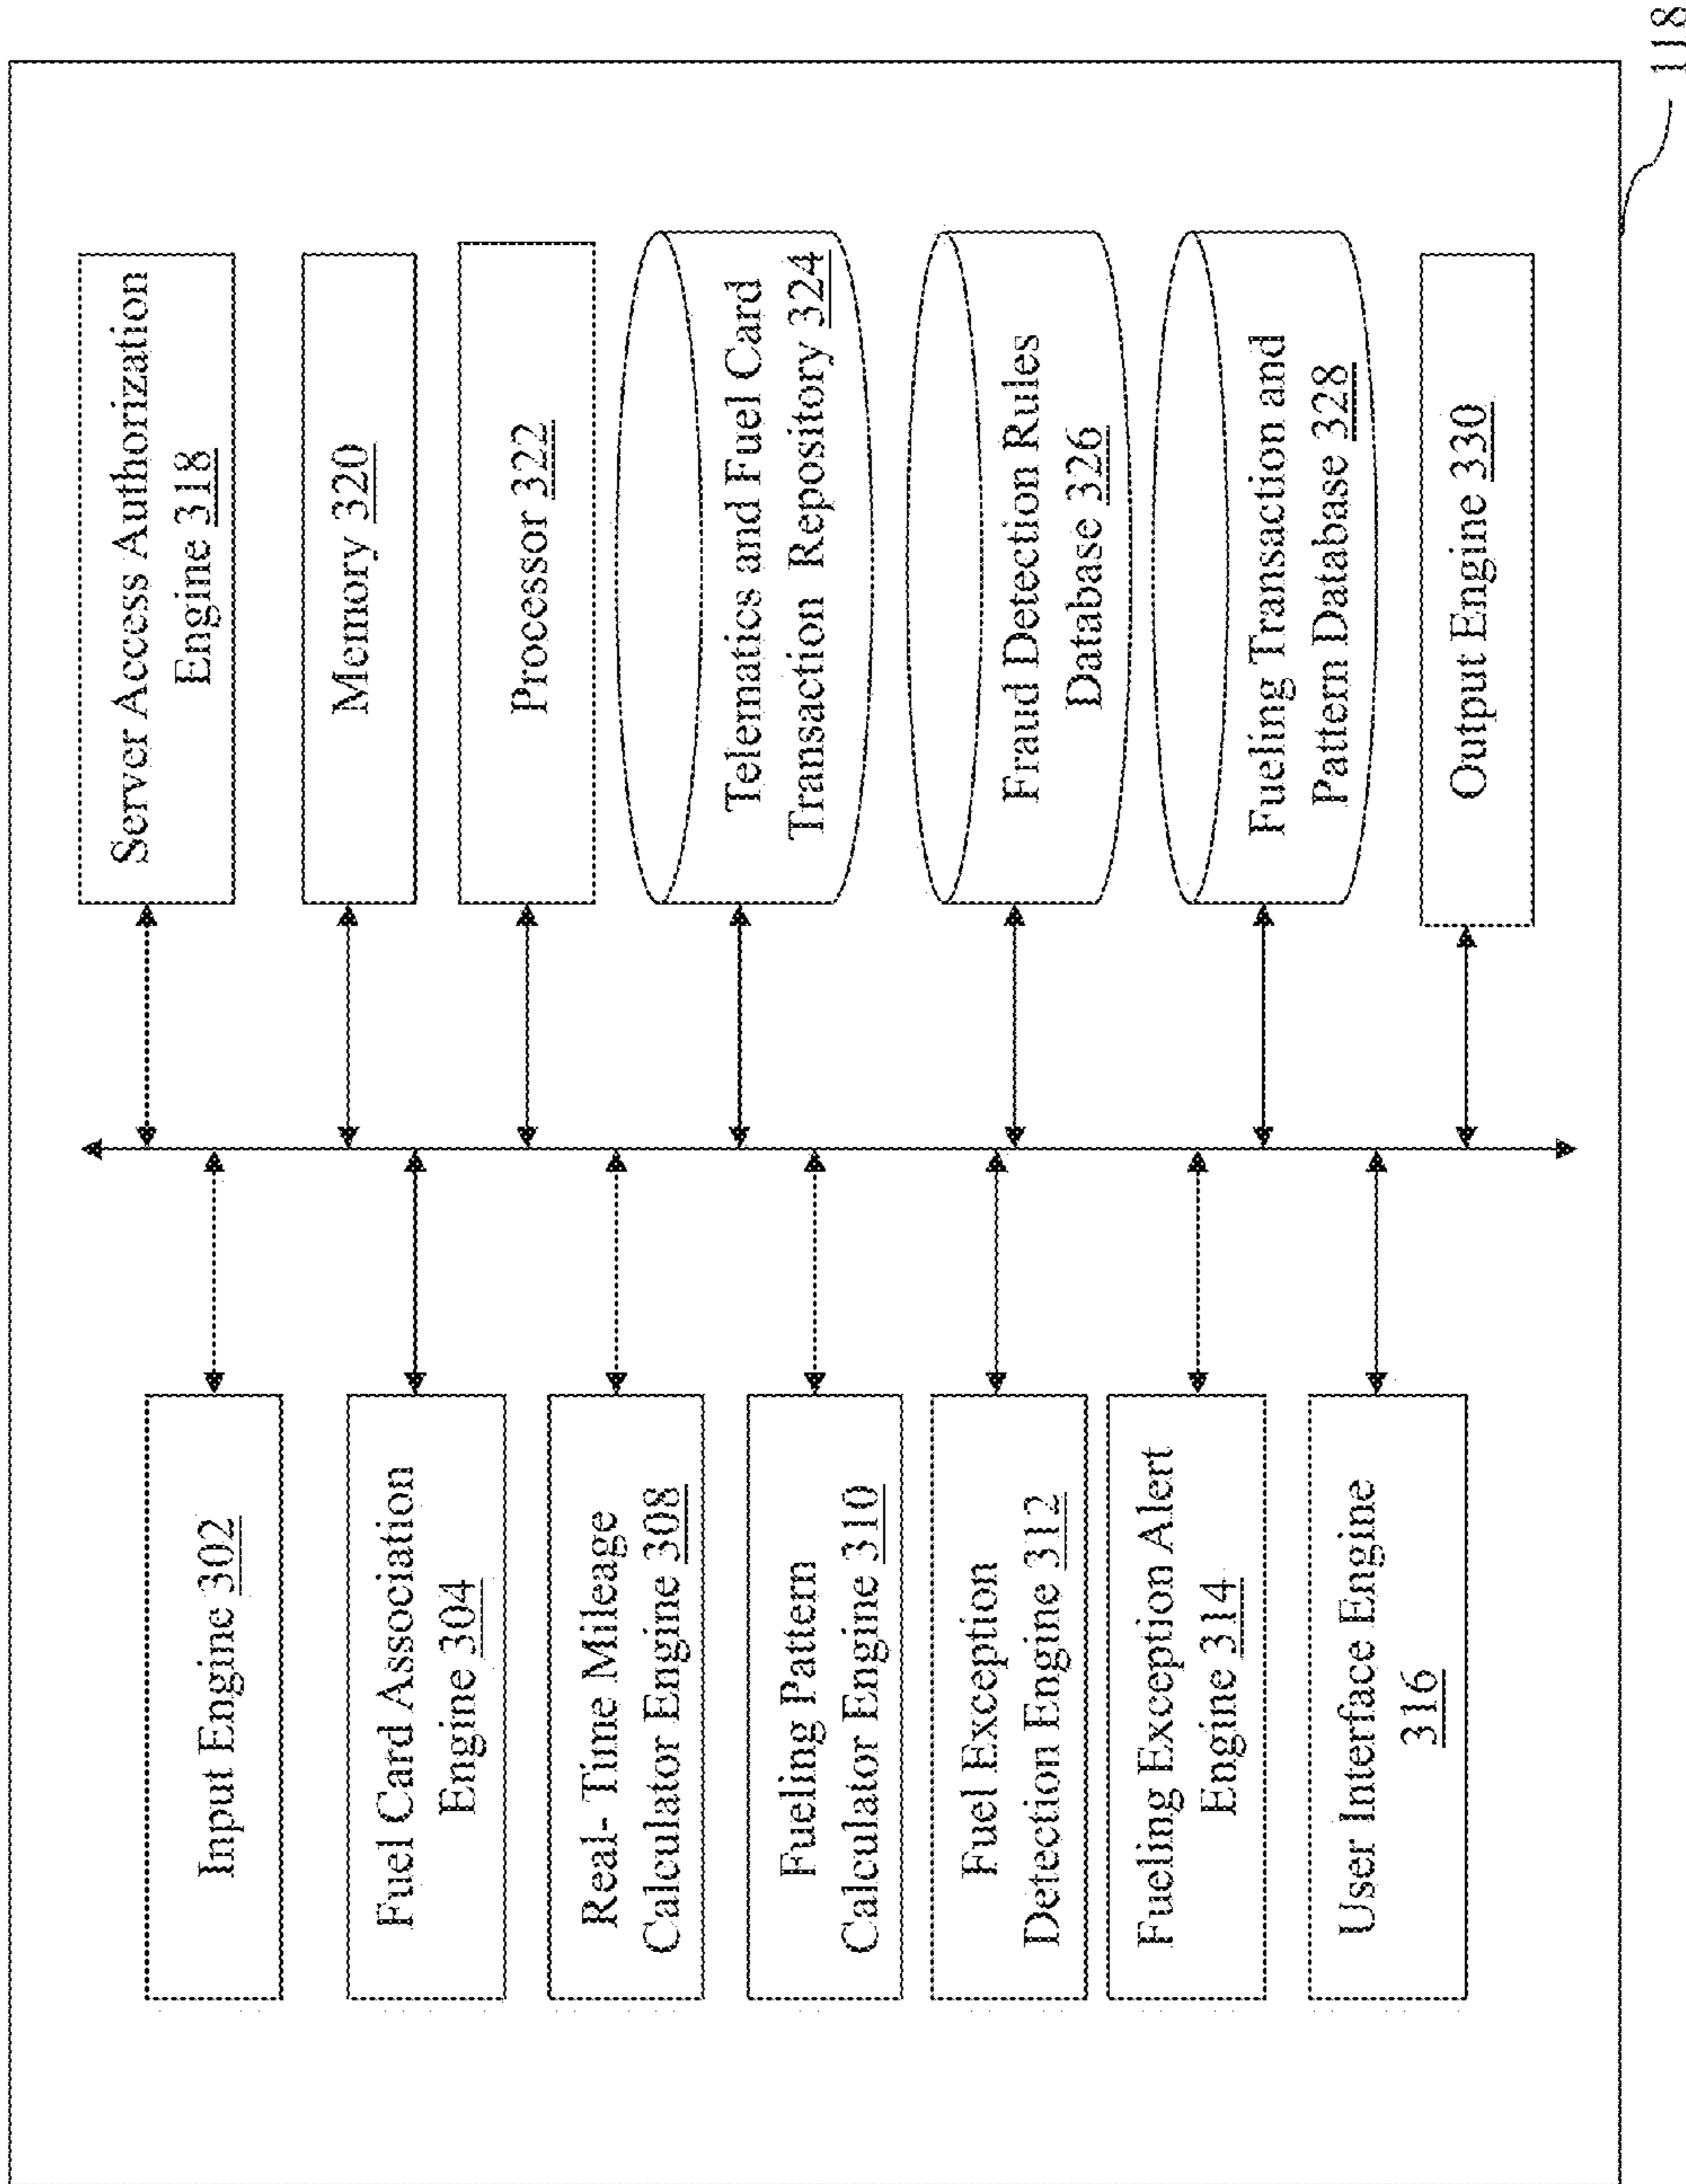 Input Engine 302
Fuel Card Association
Engine 304
Real- Time Mileage
Calculator Engine 308
Fueling Pattern
Calculator Engine 310
Fuel Exception
Detection Engine 312
Fueling Exception Alert
Engine 314
User Interface Engine
316
Server Access Authorization
Engine 318
Memory 320
Processor 322
Telematics and Fuel Card
Transaction Repository 324
Fraud Detection Rules
Database 326
Fueling Transaction and
Pattern Database 328
Output Engine 330
118